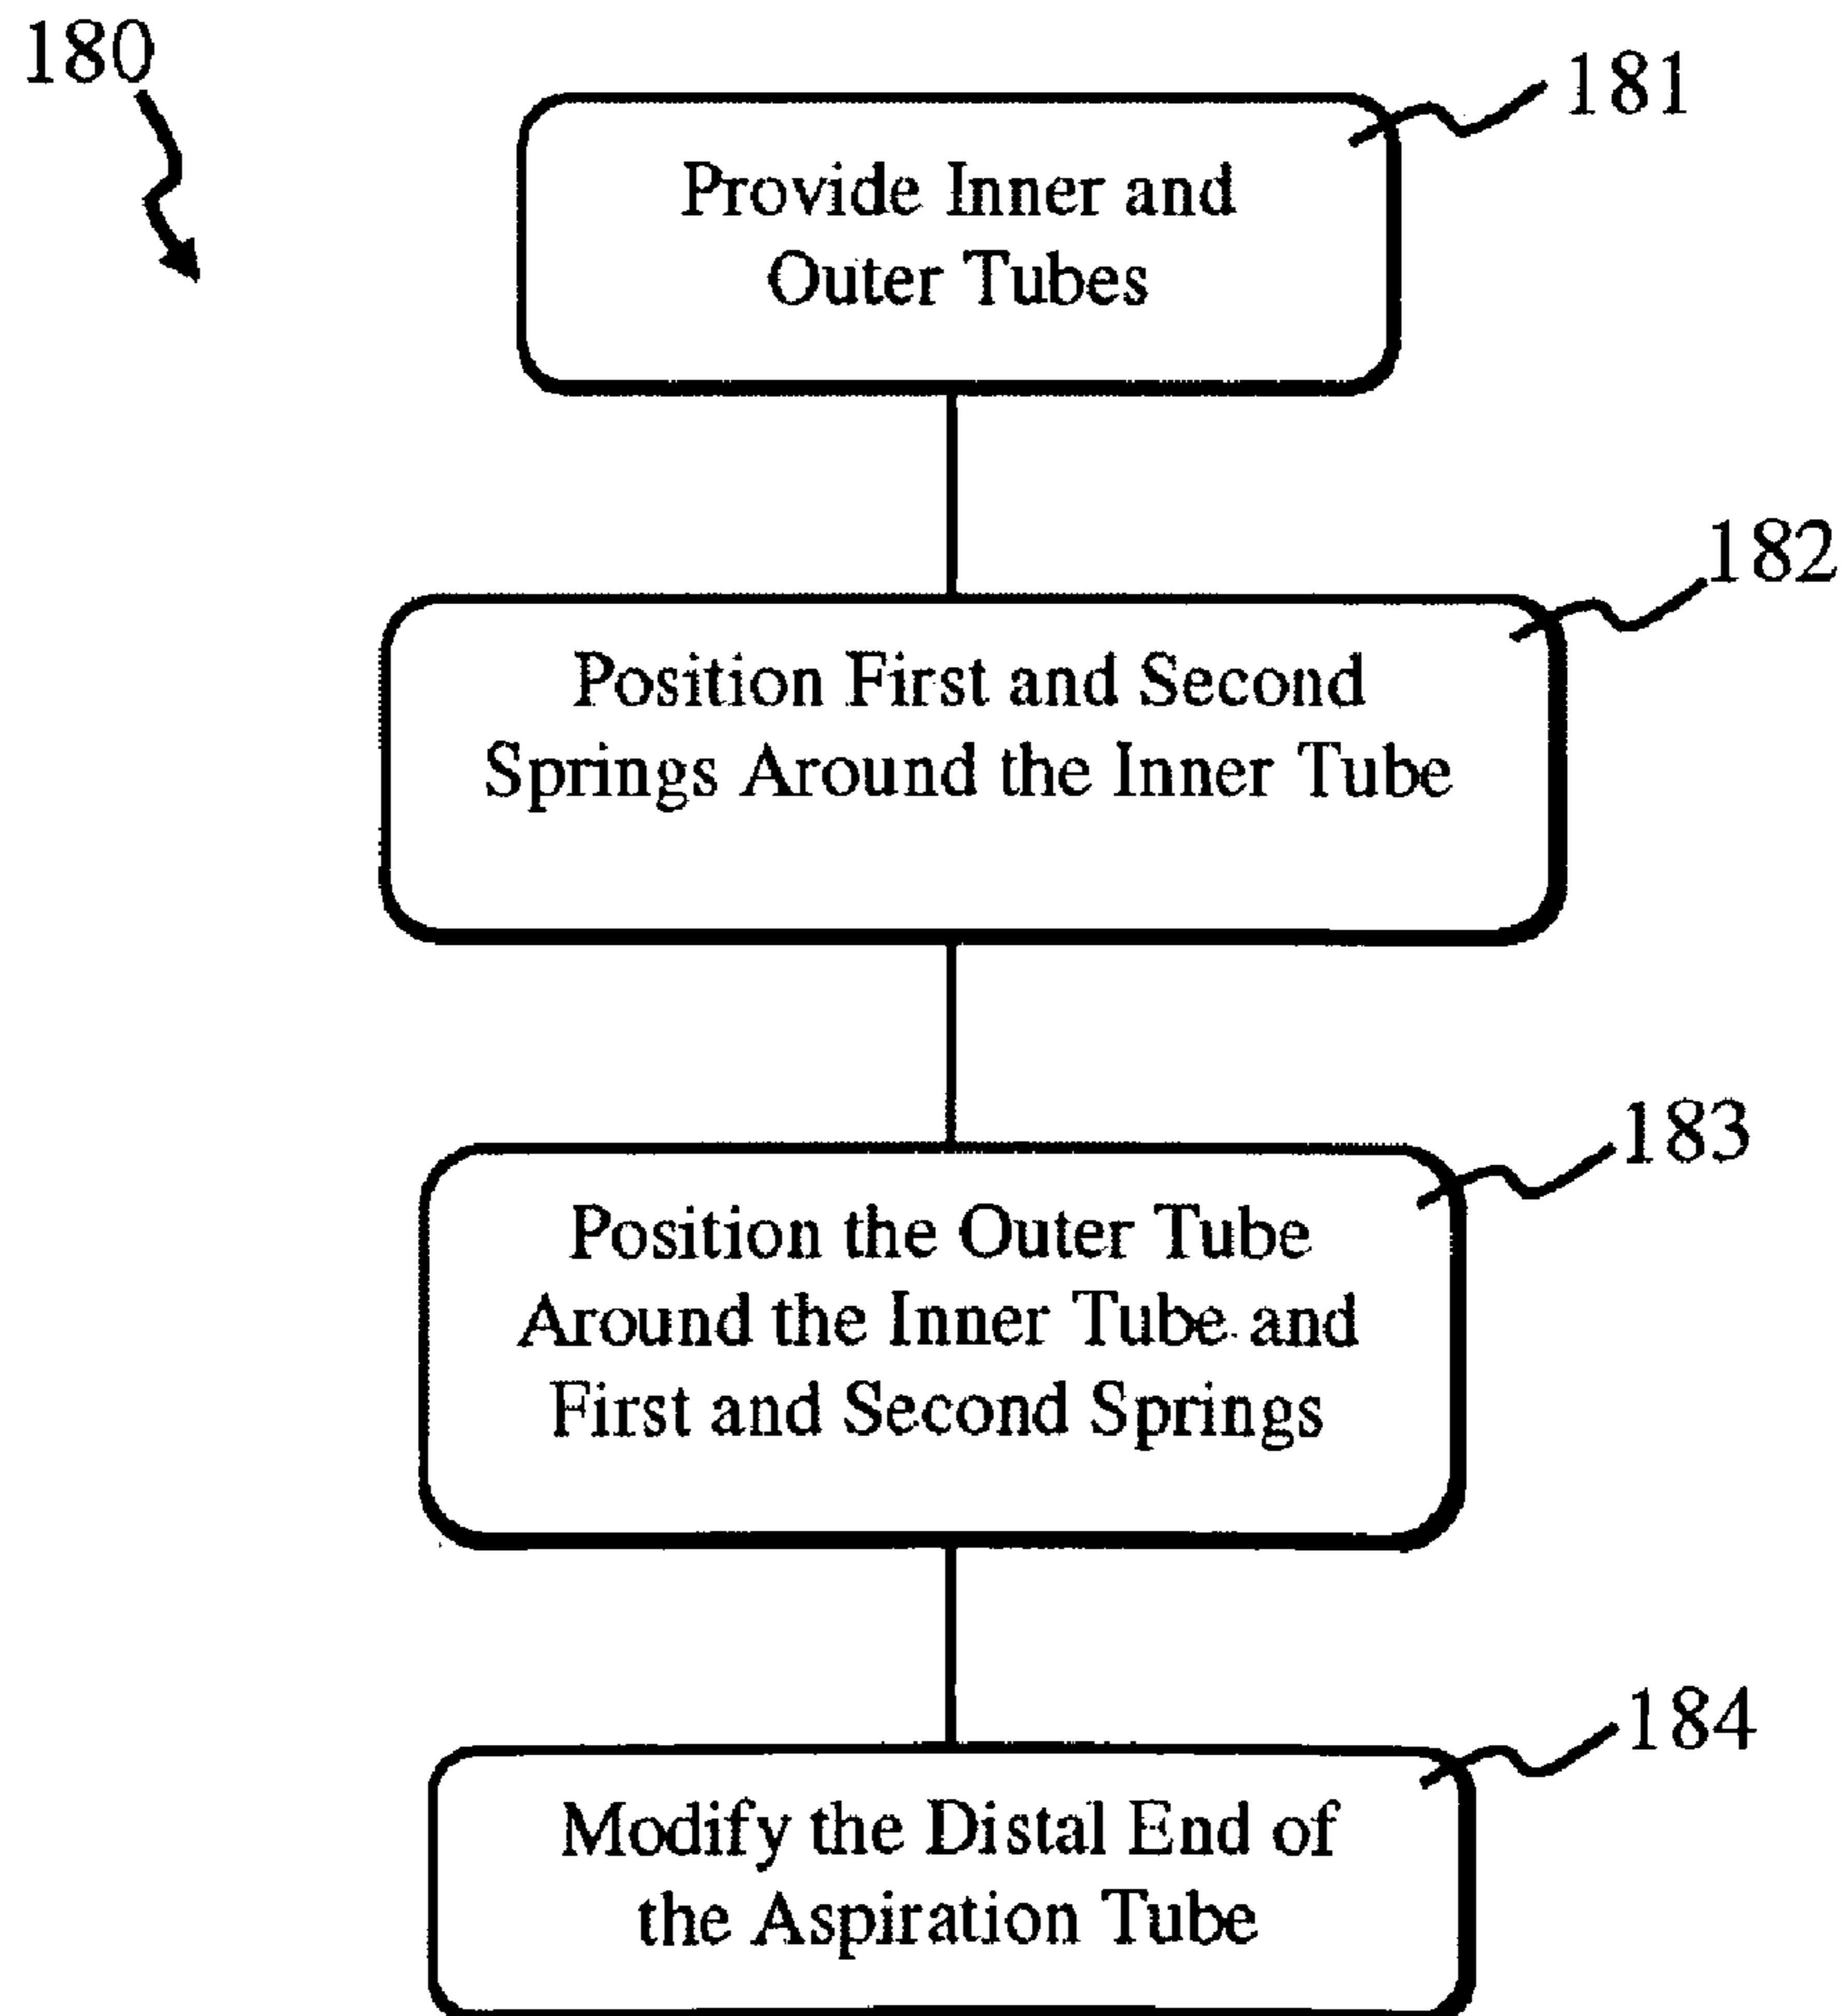 180
181
Provide Inner and
Outer Tubes
182
Position First and Second
Springs Around the Inner Tube
183
Position the Outer Tube
Around the Inner Tube and
First and Second Springs
184
Modify the Distal End of
the Aspiration Tube